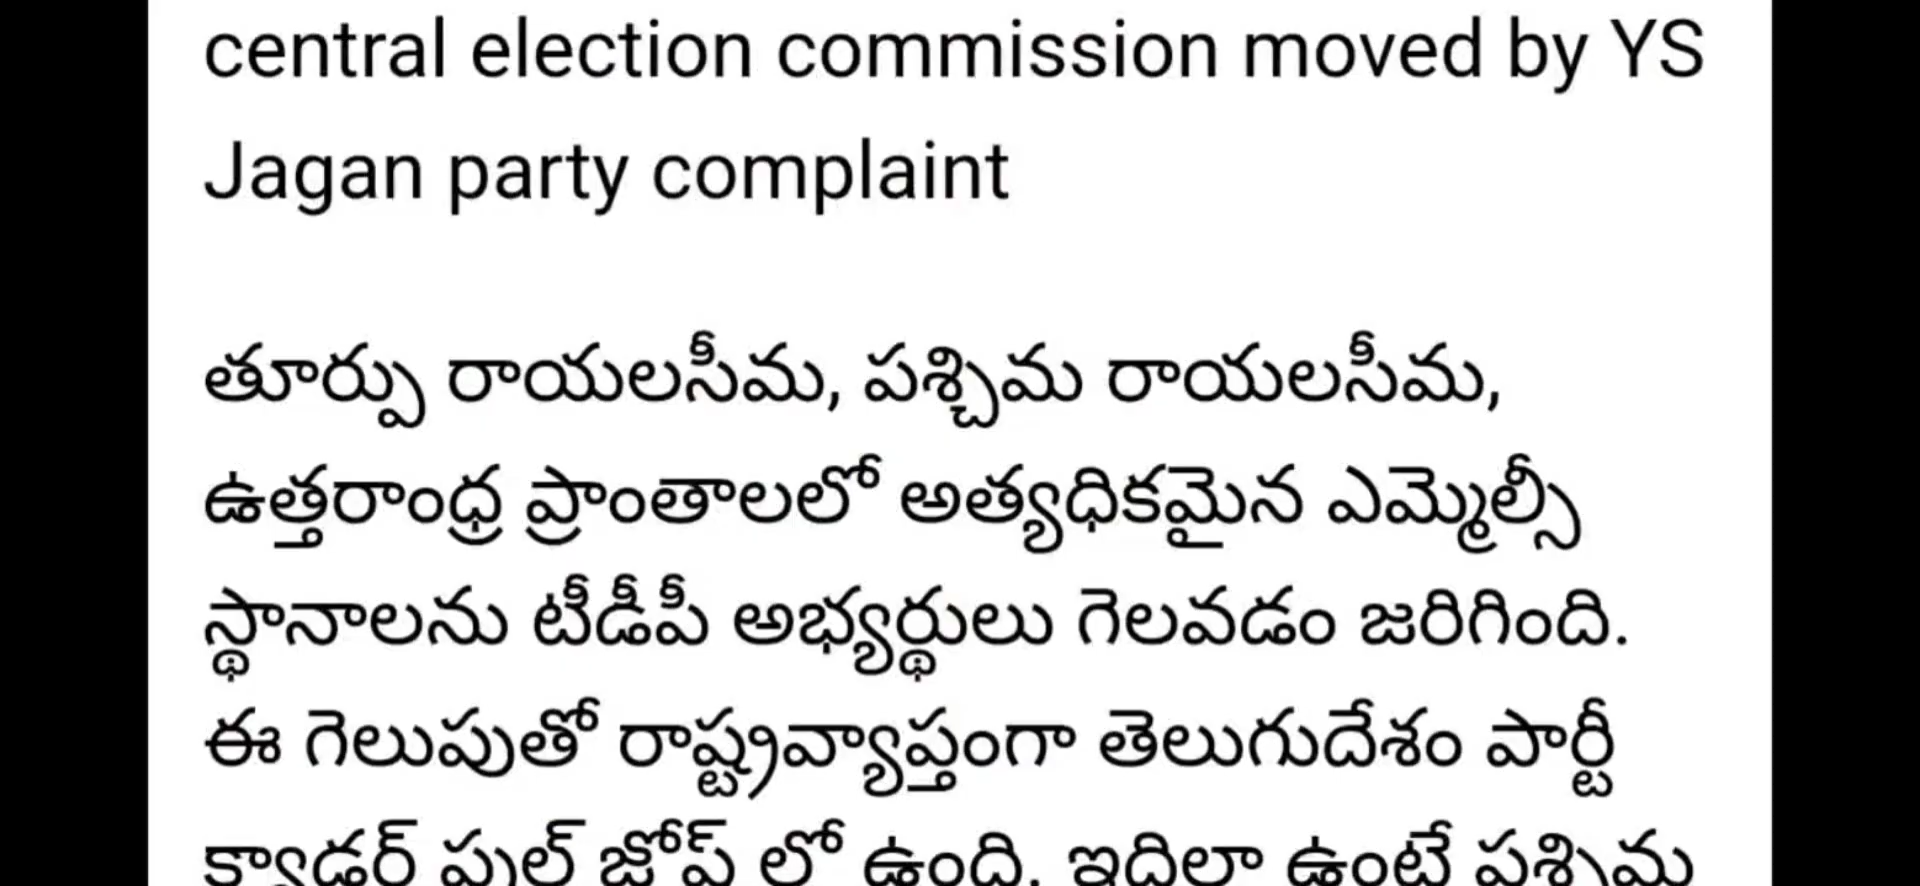 central election commission moved by YS
Jagan party complaint
తూర్పు రాయలసీమ, పశ్చిమ రాయలసీమ,
ఉత్తరాంధ్ర ప్రాంతాలలో అత్యధికమైన ఎమ్మెల్సీ
స్థానాలను టీడీపీ అభ్యర్థులు గెలవడం జరిగింది.
ఈ గెలుపుతో రాష్ట్రవ్యాప్తంగా తెలుగుదేశం పార్టీ
క్యాడర్ ఫుల్ జోష్ లో ఉంది. ఇదిలా ఉంటే పశ్చిమ